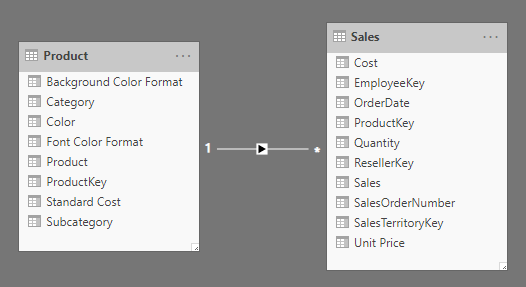 Product
Background Color Format
Category
Color
Font Color Format
Product
ProductKey
Standard Cost
Subcategory
1
*
Sales
Cost
EmployeeKey
OrderDate
ProductKey
Quantity
ResellerKey
Sales
SalesOrderNumber
SalesTerritoryKey
Unit Price